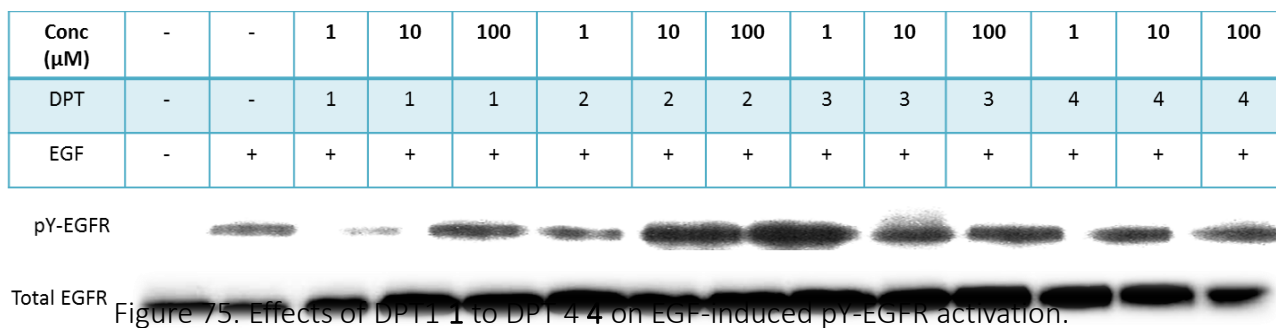 Conc (μM) - - 1 10 100 1 10 100 1 10 100 1 10 100
DPT - - 1 1 1 2 2 2 3 3 3 4 4 4
EGF - + + + + + + + + + + + + +
pY-EGFR
Total EGFR
Figure 75. Effects of DPT1 1 to DPT 4 4 on EGF-induced pY-EGFR activation.